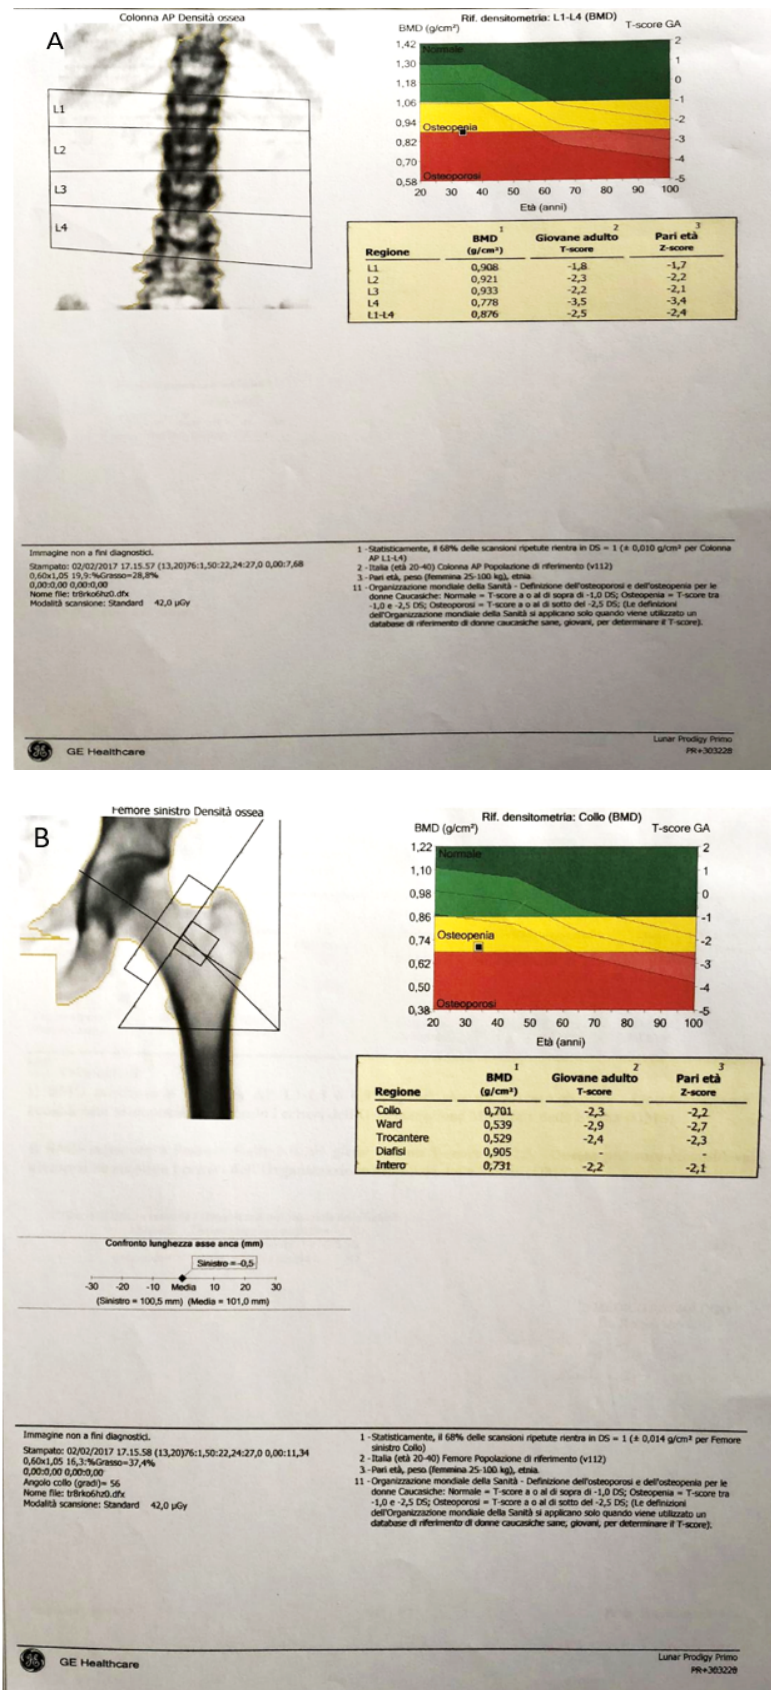 A
Colonna AP Densità ossea
L1
L2
L3
L4
Rif. densitometria: L1-L4 (BMD)
BMD (g/cm²)
T-score GA
1,42
1,30
1,18
1,06
0,94
0,82
0,70
0,58
Normale
Osteopenia
Osteoporosi
2
1
0
-1
-2
-3
-4
-5
20 30 40 50 60 70 80 90 100
Età (anni)
1 2 3
BMD Giovane adulto Pari età
Regione (g/cm²) T-score Z-score
L1 0,908 -1,8 -1,7
L2 0,921 -2,3 -2,2
L3 0,933 -2,2 -2,1
L4 0,778 -3,5 -3,4
L1-L4 0,876 -2,5 -2,4
Immagine non a fini diagnostici.
Stampato: 02/02/2017 17.15.57 (13,20)76:1,50:22,24:27,0 0,00:7,68
0,60x1,05 19,9:%Grasso=28,8%
0,00:0,00 0,00:0,00
Nome file: tr8rko6hz0.dfx
Modalità scansione: Standard 42,0 µGy
1 -Statisticamente, il 68% delle scansioni ripetute rientra in DS = 1 (± 0,010 g/cm² per Colonna
AP L1-L4)
2 - Italia (età 20-40) Colonna AP Popolazione di riferimento (v112)
3 -Pari età, peso (femmina 25-100 kg), etnia
11 -Organizzazione mondiale della Sanità - Definizione dell'osteoporosi e dell'osteopenia per le
donne Caucasiche: Normale = T-score a o al di sopra di -1,0 DS; Osteopenia = T-score tra
-1,0 e -2,5 DS; Osteoporosi = T-score a o al di sotto del -2,5 DS; (Le definizioni
dell'Organizzazione mondiale della Sanità si applicano solo quando viene utilizzato un
database di riferimento di donne caucasiche sane, giovani, per determinare il T-score).
GE Healthcare
Lunar Prodigy Primo
PR+303228
B
Femore sinistro Densità ossea
Rif. densitometria: Collo (BMD)
BMD (g/cm²)
T-score GA
1,22
1,10
0,98
0,86
0,74
0,62
0,50
0,38
Normale
Osteopenia
Osteoporosi
2
1
0
-1
-2
-3
-4
-5
20 30 40 50 60 70 80 90 100
Età (anni)
1 2 3
BMD Giovane adulto Pari età
Regione (g/cm²) T-score Z-score
Collo 0,701 -2,3 -2,2
Ward 0,539 -2,9 -2,7
Trocantere 0,529 -2,4 -2,3
Diafisi 0,905 - -
Intero 0,731 -2,2 -2,1
Confronto lunghezza asse anca (mm)
Sinistro =-0,5
-30 -20 -10 Media 10 20 30
(Sinistro = 100,5 mm) (Media = 101,0 mm)
Immagine non a fini diagnostici.
Stampato: 02/02/2017 17.15.58 (13,20)76:1,50:22,24:27,0 0,00:11,34
0,60x1,05 16,3:%Grasso=37,4%
0,00:0,00 0,00:0,00
Angolo collo (gradi)= 56
Nome file: tr8rko6hz0.dfx
Modalità scansione: Standard 42,0 µGy
1 -Statisticamente, il 68% delle scansioni ripetute rientra in DS = 1 (± 0,014 g/cm² per Femore
sinistro Collo)
2 - Italia (età 20-40) Femore Popolazione di riferimento (v112)
3 -Pari età, peso (femmina 25-100 kg), etnia
11 -Organizzazione mondiale della Sanità - Definizione dell'osteoporosi e dell'osteopenia per le
donne Caucasiche: Normale = T-score a o al di sopra di -1,0 DS; Osteopenia = T-score tra
-1,0 e -2,5 DS; Osteoporosi = T-score a o al di sotto del -2,5 DS; (Le definizioni
dell'Organizzazione mondiale della Sanità si applicano solo quando viene utilizzato un
database di riferimento di donne caucasiche sane, giovani, per determinare il T-score).
GE Healthcare
Lunar Prodigy Primo
PR+303228